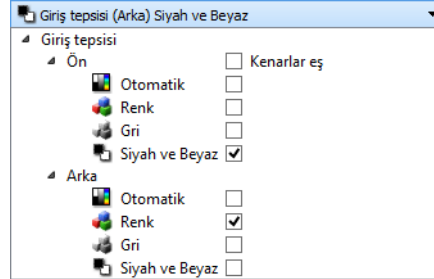 Giriş tepsisi (Arka) Siyah ve Beyaz
Giriş tepsisi
Ön Kenarlar eş
Otomatik
Renk
Gri
Siyah ve Beyaz
Arka
Otomatik
Renk
Gri
Siyah ve Beyaz